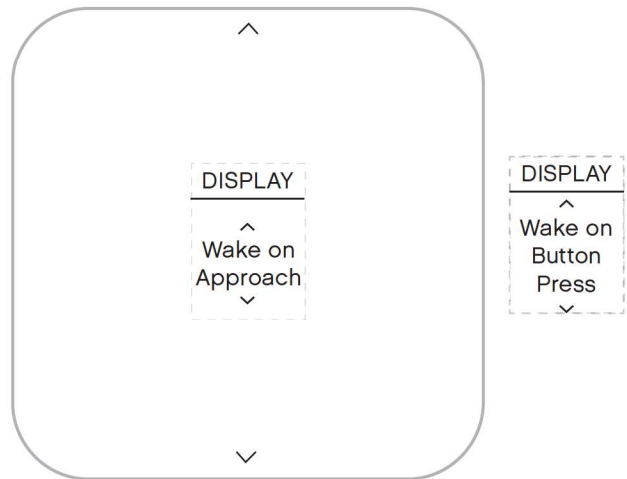 DISPLAY
Wake on
Approach
DISPLAY
Wake on
Button
Press